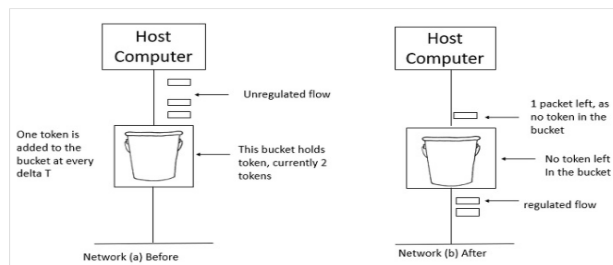 Host
Computer
Unregulated flow
One token is
added to the
bucket at every
delta T
This bucket holds
token, currently 2
tokens
Network (a) Before
Host
Computer
1 packet left, as
no token in the
bucket
No token left
In the bucket
regulated flow
Network (b) After